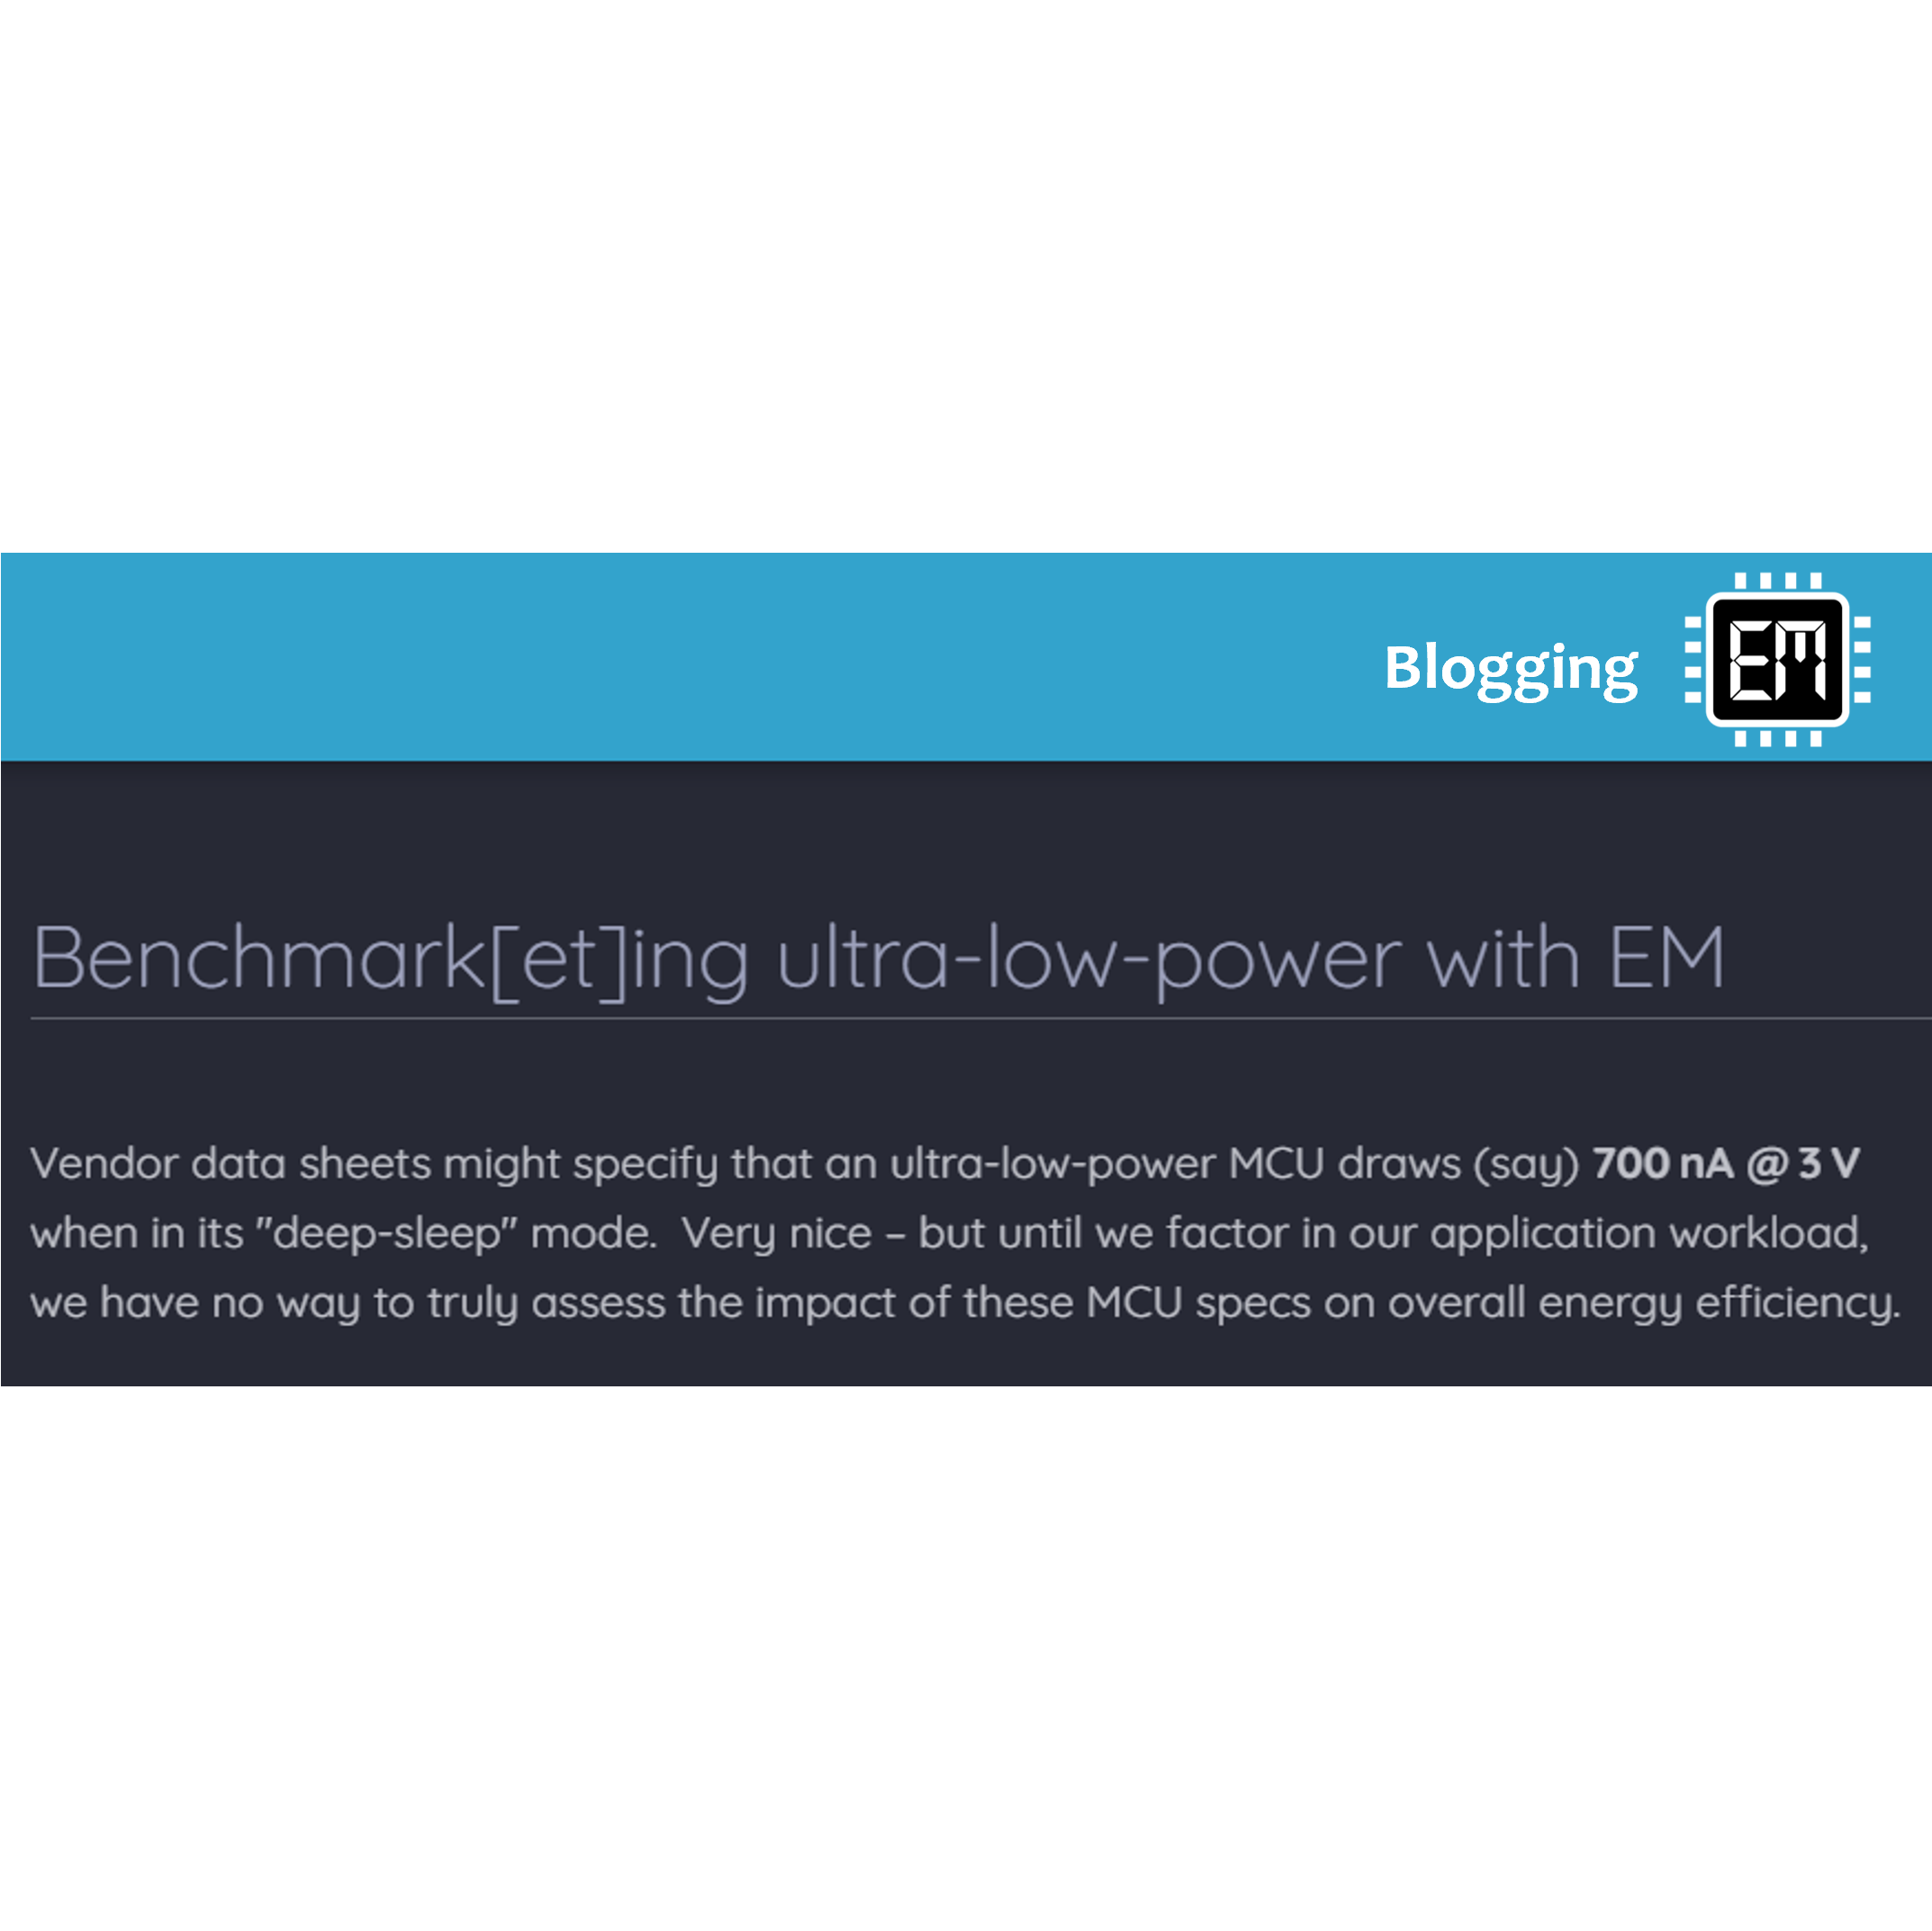 Blogging EM
Benchmark[et]ing ultra-low-power with EM
Vendor data sheets might specify that an ultra-low-power MCU draws (say) 700 nA @ 3 V
when in its "deep-sleep" mode.  Very nice – but until we factor in our application workload,
we have no way to truly assess the impact of these MCU specs on overall energy efficiency.